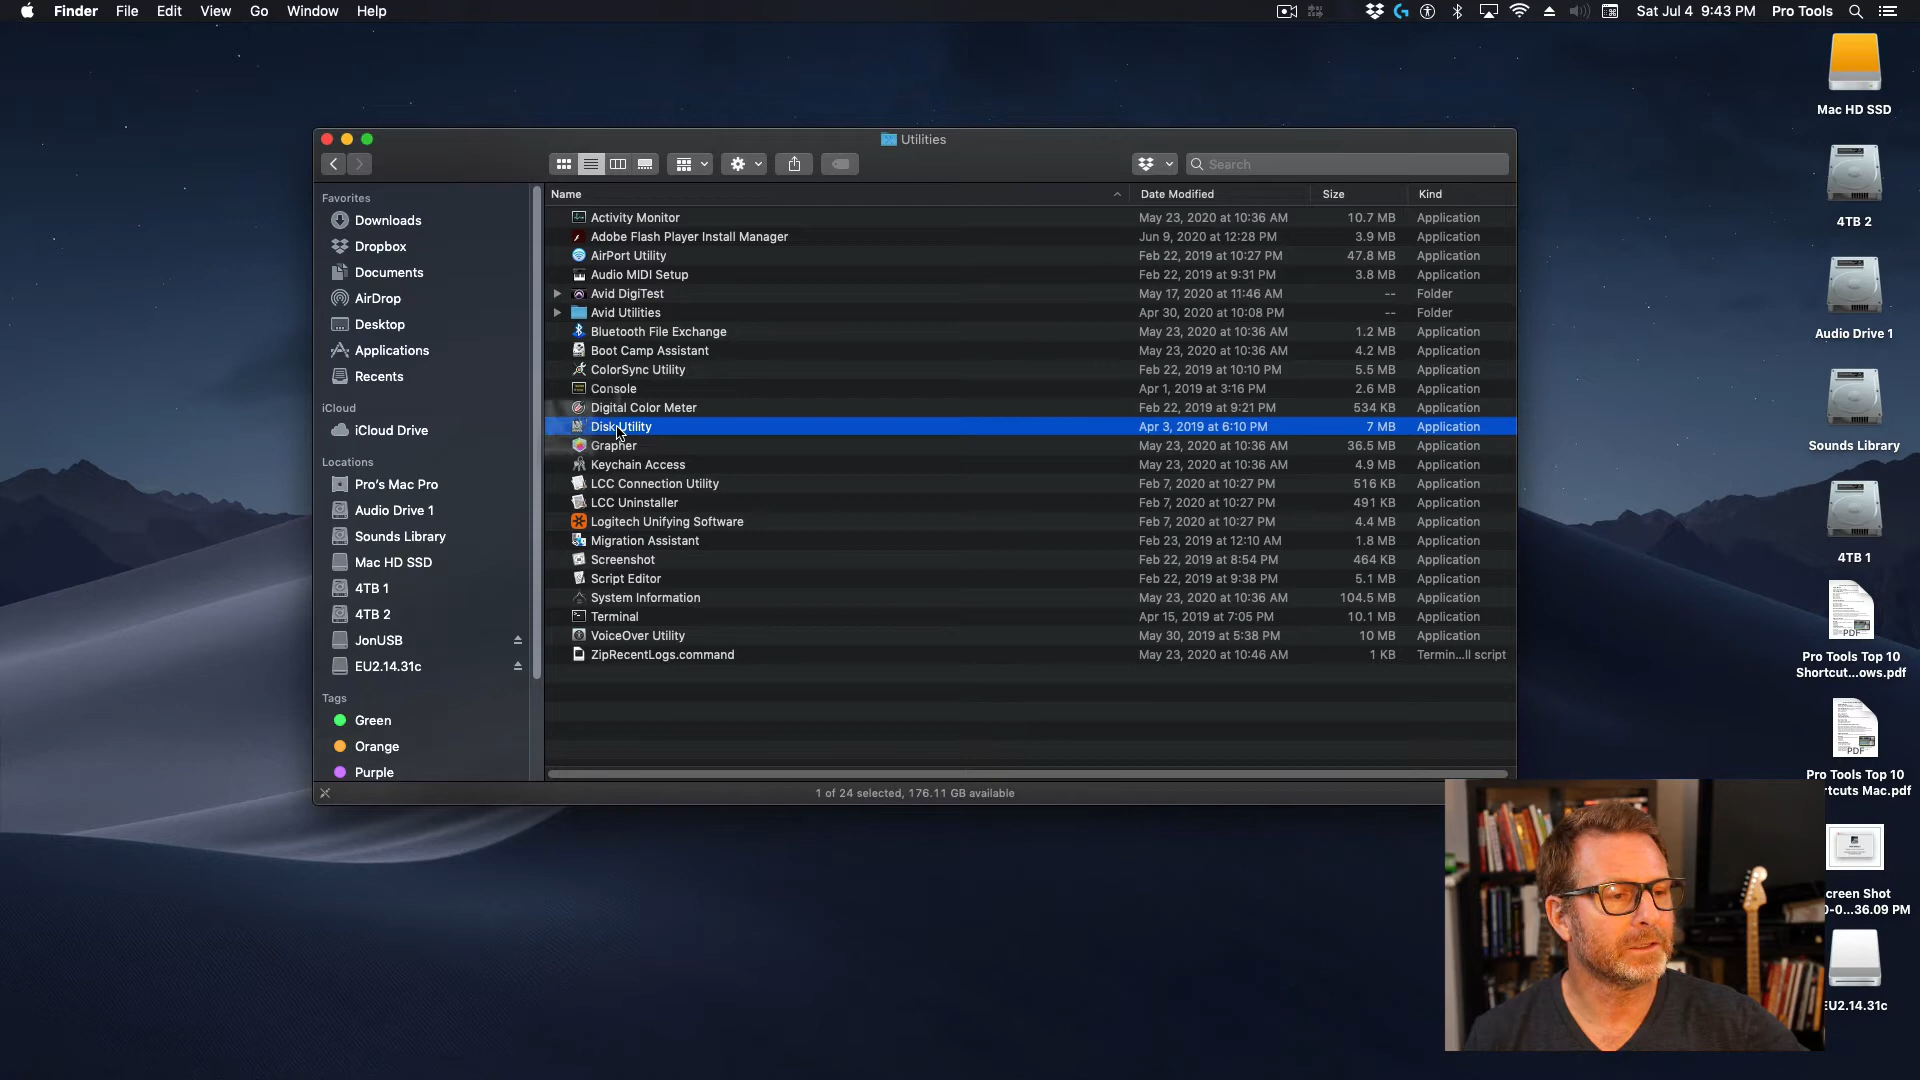 Finder File Edit View Go Window Help
Sat Jul 4 9:43 PM Pro Tools
Utilities
Search
Name Date Modified Size Kind
Favorites
Downloads
Dropbox
Documents
AirDrop
Desktop
Applications
Recents
iCloud
iCloud Drive
Locations
Pro's Mac Pro
Audio Drive 1
Sounds Library
Mac HD SSD
4TB 1
4TB 2
JonUSB
EU2.14.31c
Tags
Green
Orange
Purple
Activity Monitor May 23, 2020 at 10:36 AM 10.7 MB Application
Adobe Flash Player Install Manager Jun 9, 2020 at 12:28 PM 3.9 MB Application
AirPort Utility Feb 22, 2019 at 10:27 PM 47.8 MB Application
Audio MIDI Setup Feb 22, 2019 at 9:31 PM 3.8 MB Application
Avid DigiTest May 17, 2020 at 11:46 AM -- Folder
Avid Utilities Apr 30, 2020 at 10:08 PM -- Folder
Bluetooth File Exchange May 23, 2020 at 10:36 AM 1.2 MB Application
Boot Camp Assistant May 23, 2020 at 10:36 AM 4.2 MB Application
ColorSync Utility Feb 22, 2019 at 10:10 PM 5.5 MB Application
Console Apr 1, 2019 at 3:16 PM 2.6 MB Application
Digital Color Meter Feb 22, 2019 at 9:21 PM 534 KB Application
Disk Utility Apr 3, 2019 at 6:10 PM 7 MB Application
Grapher May 23, 2020 at 10:36 AM 36.5 MB Application
Keychain Access May 23, 2020 at 10:36 AM 4.9 MB Application
LCC Connection Utility Feb 7, 2020 at 10:27 PM 516 KB Application
LCC Uninstaller Feb 7, 2020 at 10:27 PM 491 KB Application
Logitech Unifying Software Feb 7, 2020 at 10:27 PM 4.4 MB Application
Migration Assistant Feb 23, 2019 at 12:10 AM 1.8 MB Application
Screenshot Feb 22, 2019 at 8:54 PM 464 KB Application
Script Editor Feb 22, 2019 at 9:38 PM 5.1 MB Application
System Information May 23, 2020 at 10:36 AM 104.5 MB Application
Terminal Apr 15, 2019 at 7:05 PM 10.1 MB Application
VoiceOver Utility May 30, 2019 at 5:38 PM 10 MB Application
ZipRecentLogs.command May 23, 2020 at 10:46 AM 1 KB Termin...ll script
1 of 24 selected, 176.11 GB available
Mac HD SSD
4TB 2
Audio Drive 1
Sounds Library
4TB 1
PDF
Pro Tools Top 10
Shortcut...ows.pdf
PDF
Pro Tools Top 10
rtcuts Mac.pdf
creen Shot
0-0...36.09 PM
EU2.14.31c